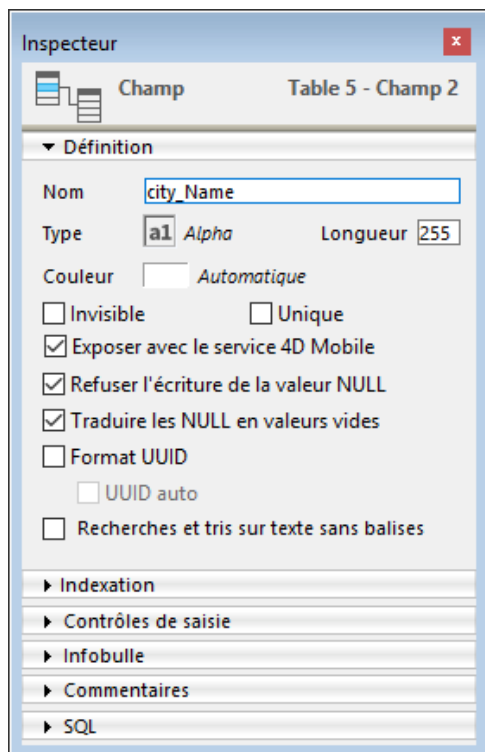 Inspecteur
x
Champ Table 5 - Champ 2
Définition
Nom city_Name
Type a1 Alpha Longueur 255
Couleur Automatique
Invisible Unique
Exposer avec le service 4D Mobile
Refuser l'écriture de la valeur NULL
Traduire les NULL en valeurs vides
Format UUID
UUID auto
Recherches et tris sur texte sans balises
Indexation
Contrôles de saisie
Infobulle
Commentaires
SQL